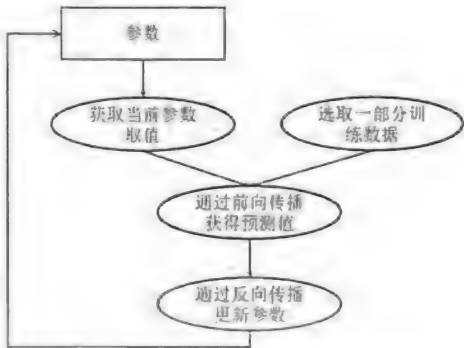 参数
获取当前参数
取值
选取一部分训
练数据
通过前向传播
获得预测值
通过反向传播
更新参数